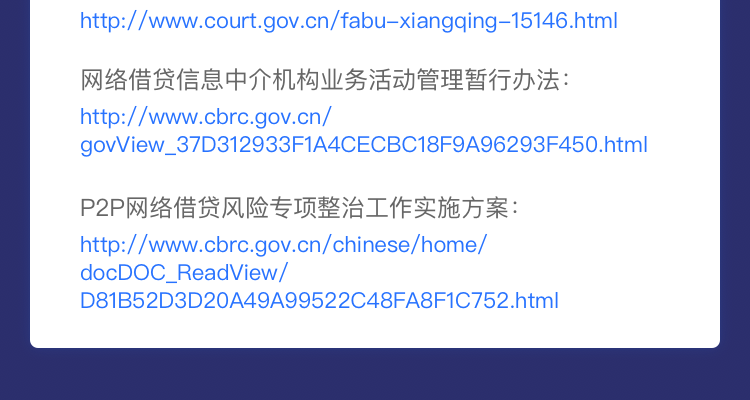 http://www.court.gov.cn/fabu-xiangqing-15146.html
网络借贷信息中介机构业务活动管理暂行办法：
http://www.cbrc.gov.cn/
govView_37D312933F1A4CECBC18F9A96293F450.html
P2P网络借贷风险专项整治工作实施方案：
http://www.cbrc.gov.cn/chinese/home/
docDOC_ReadView/
D81B52D3D20A49A99522C48FA8F1C752.html